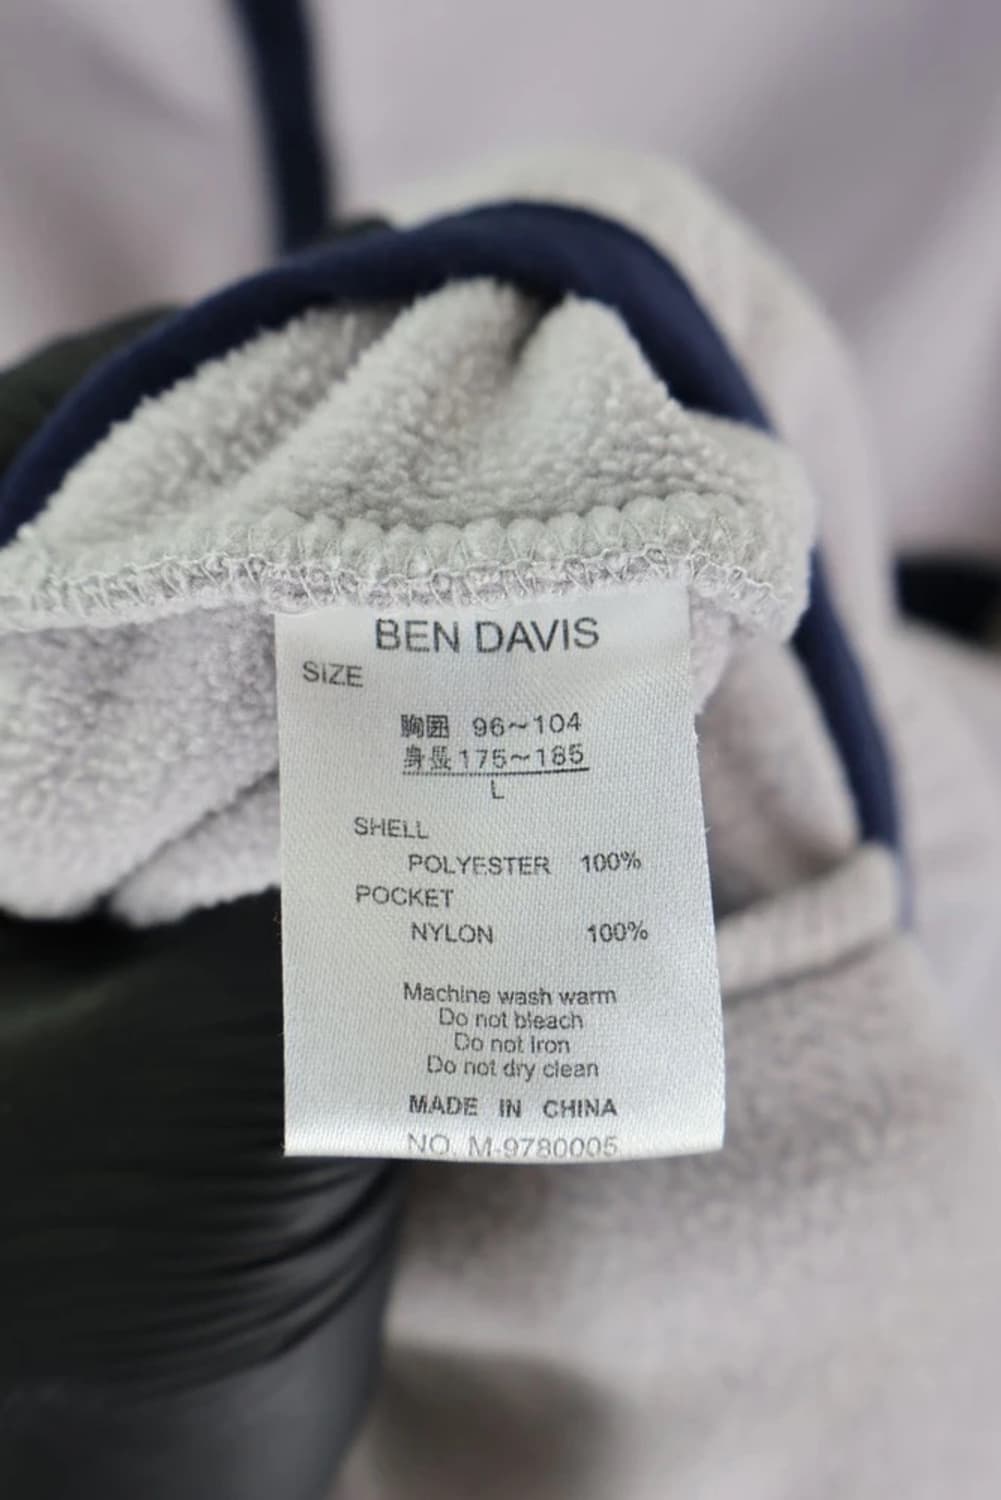 BEN DAVIS
SIZE
胸囲 96~104
身長 175~185
L
SHELL
POLYESTER 100%
POCKET
NYLON 100%
Machine wash warm
Do not bleach
Do not iron
Do not dry clean
MADE IN CHINA
NO. M-9780005